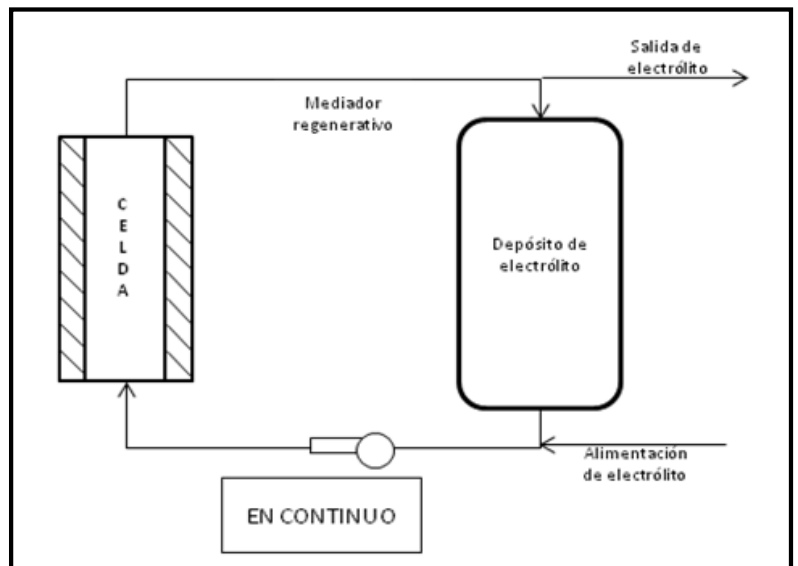 Salida de
electrólito
Mediador
regenerativo
C
E
L
D
A
Depósito de
electrólito
Alimentación
de electrólito
EN CONTINUO